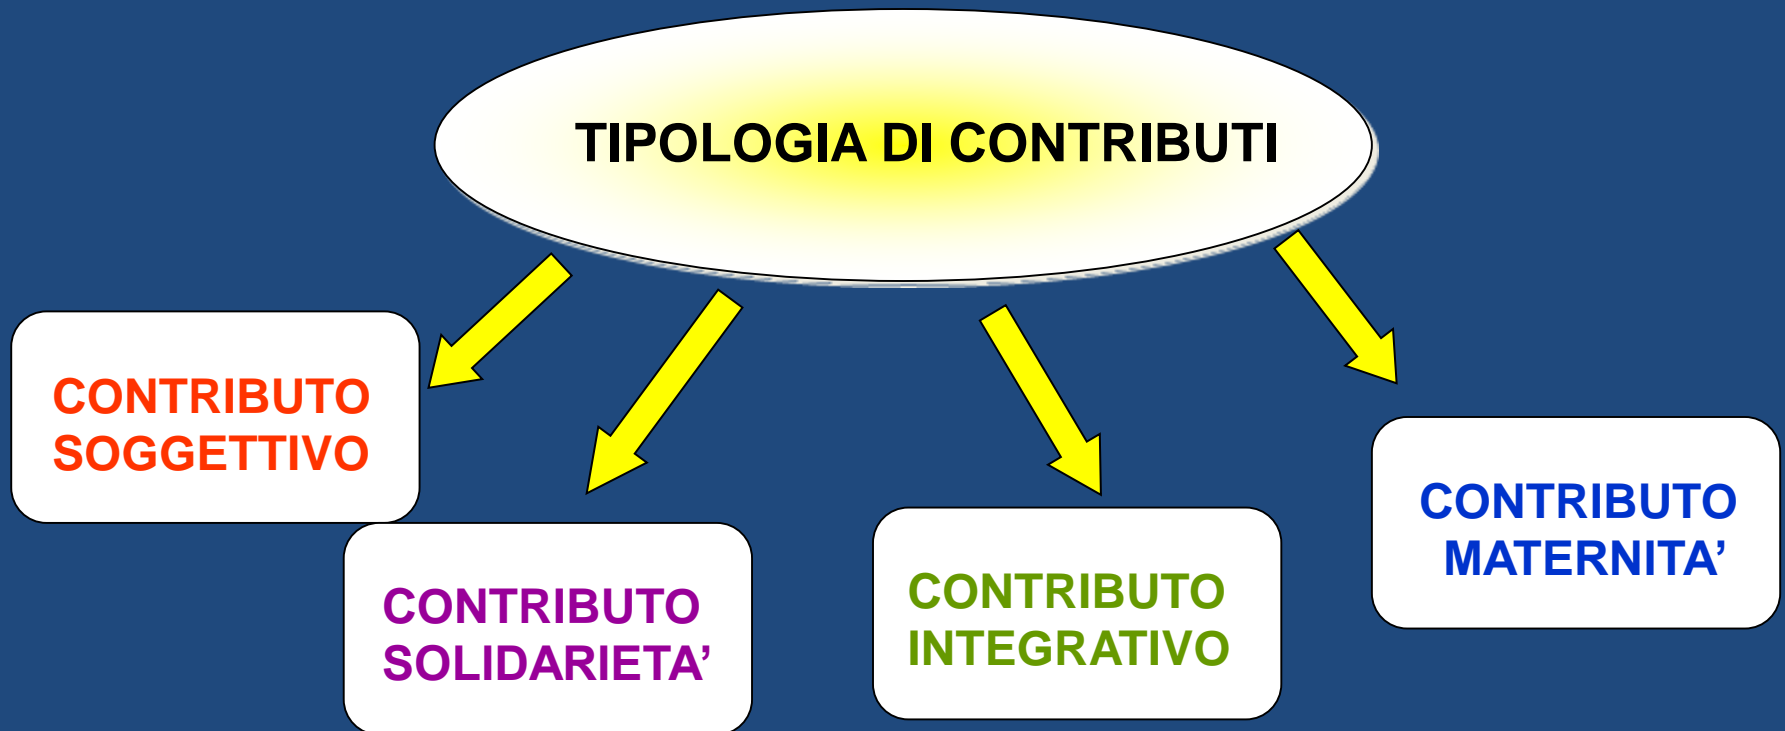 TIPOLOGIA DI CONTRIBUTI
CONTRIBUTO
SOGGETTIVO
CONTRIBUTO
SOLIDARIETA’
CONTRIBUTO
INTEGRATIVO
CONTRIBUTO
MATERNITA’